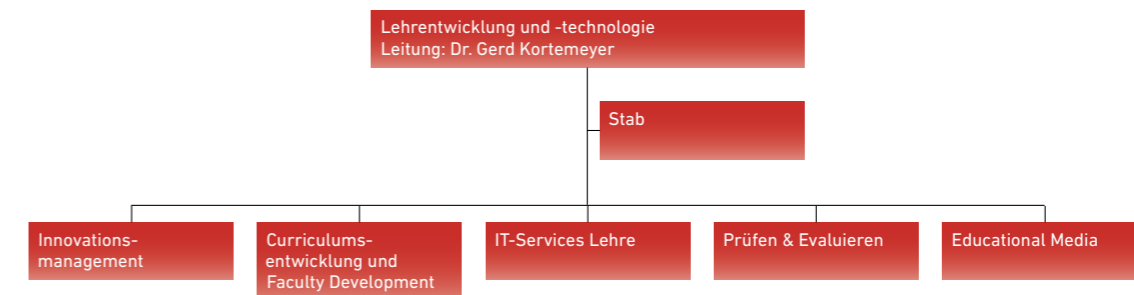 Lehrentwicklung und -technologie
Leitung: Dr. Gerd Kortemeyer
Stab
Innovations-
management
Curriculums-
entwicklung und
Faculty Development
IT-Services Lehre
Prüfen & Evaluieren
Educational Media